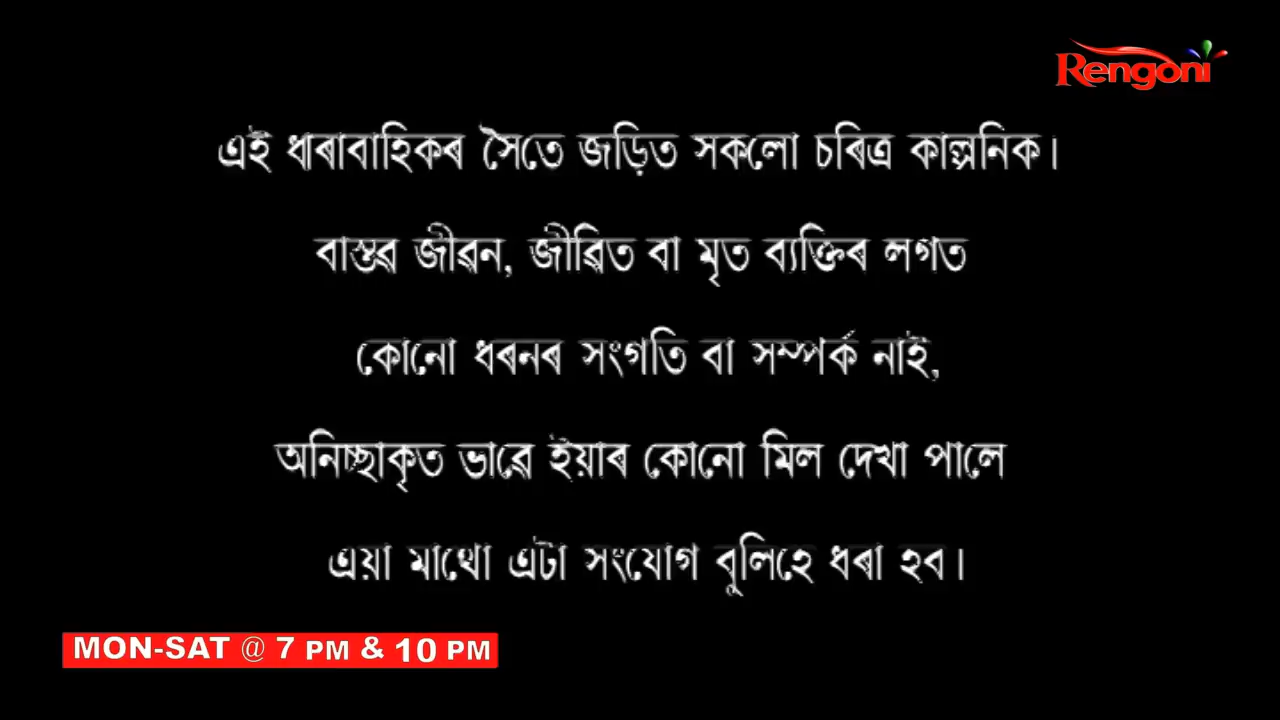 Rengoni
এই ধাৰাবাহিকৰ সৈতে জড়িত সকলো চৰিত্ৰ কাল্পনিক।
বাস্তৱ জীৱন, জীৱিত বা মৃত ব্যক্তিৰ লগত
কোনো ধৰনৰ সংগতি বা সম্পৰ্ক নাই,
অনিচ্ছাকৃত ভাৱে ইয়াৰ কোনো মিল দেখা পালে
এয়া মাথো এটা সংযোগ বুলিহে ধৰা হব।
MON-SAT @ 7 PM & 10 PM